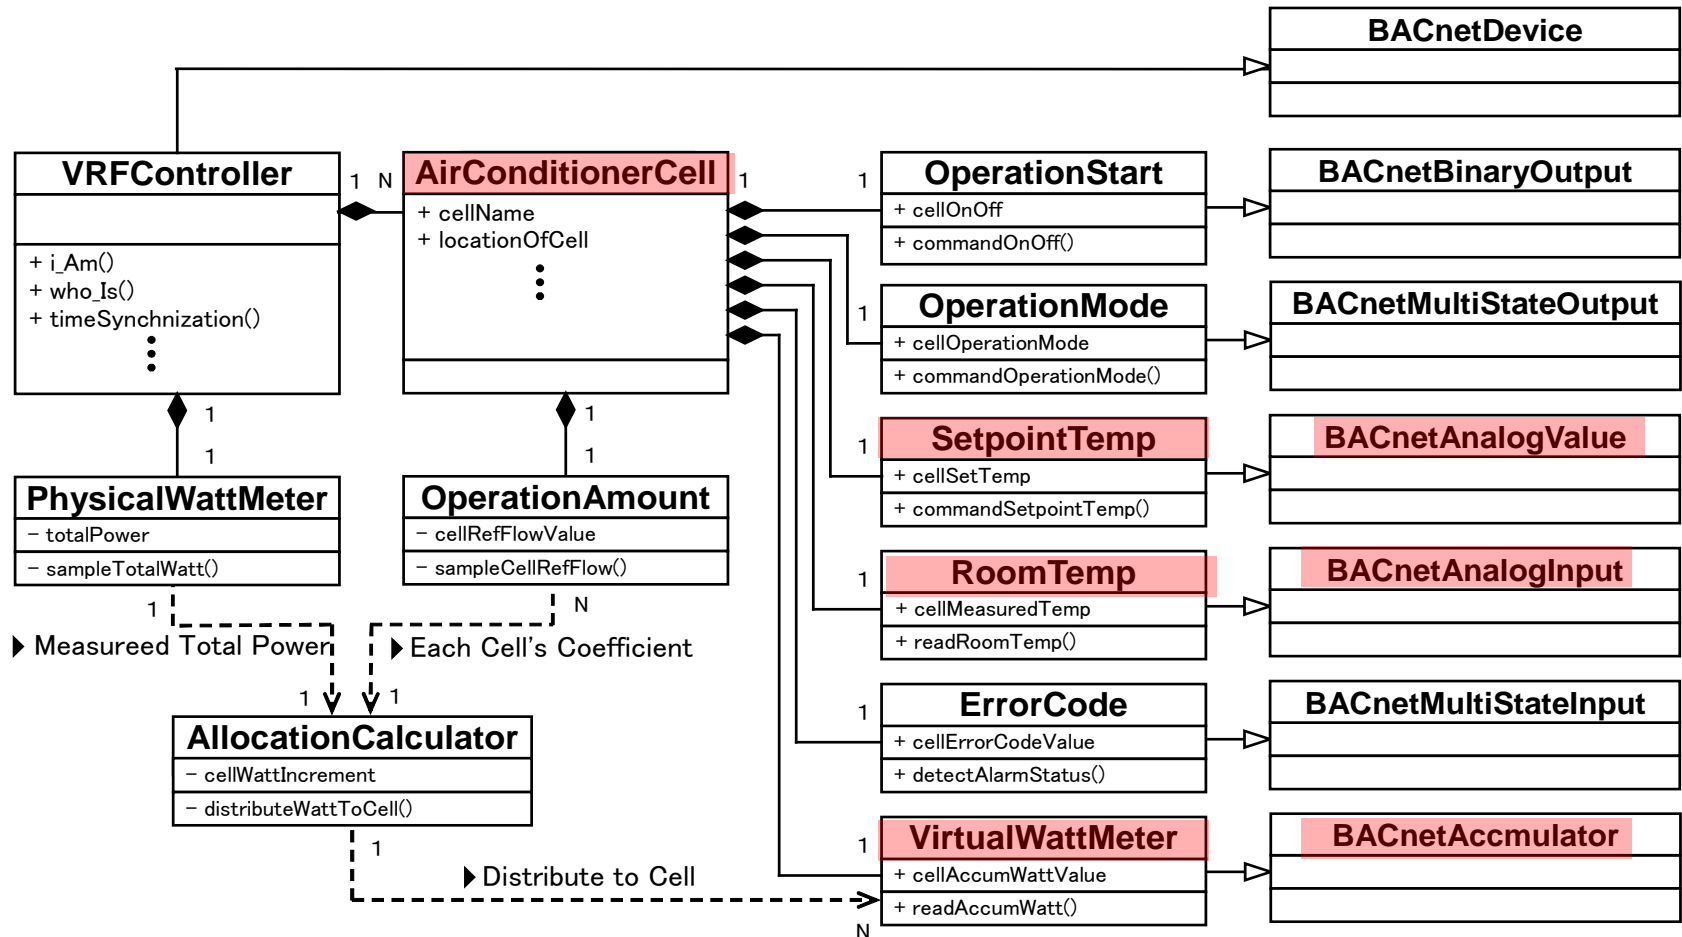 BACnetDevice
VRFController
+ i_Am()
+ who_Is()
+ timeSynchnization()
1 N
AirConditionerCell
+ cellName
+ locationOfCell
1 1
OperationStart
+ cellOnOff
+ commandOnOff()
BACnetBinaryOutput
1
OperationMode
+ cellOperationMode
+ commandOperationMode()
BACnetMultiStateOutput
1
SetpointTemp
+ cellSetTemp
+ commandSetpointTemp()
BACnetAnalogValue
1
1
PhysicalWattMeter
- totalPower
- sampleTotalWatt()
1
1
OperationAmount
- cellRefFlowValue
- sampleCellRefFlow()
1
RoomTemp
+ cellMeasuredTemp
+ readRoomTemp()
BACnetAnalogInput
1
N
▶ Measureed Total Power
▶ Each Cell's Coefficient
1 1
AllocationCalculator
- cellWattIncrement
- distributeWattToCell()
1
ErrorCode
+ cellErrorCodeValue
+ detectAlarmStatus()
BACnetMultiStateInput
1
VirtualWattMeter
+ cellAccumWattValue
+ readAccumWatt()
BACnetAccmulator
1
▶ Distribute to Cell
N